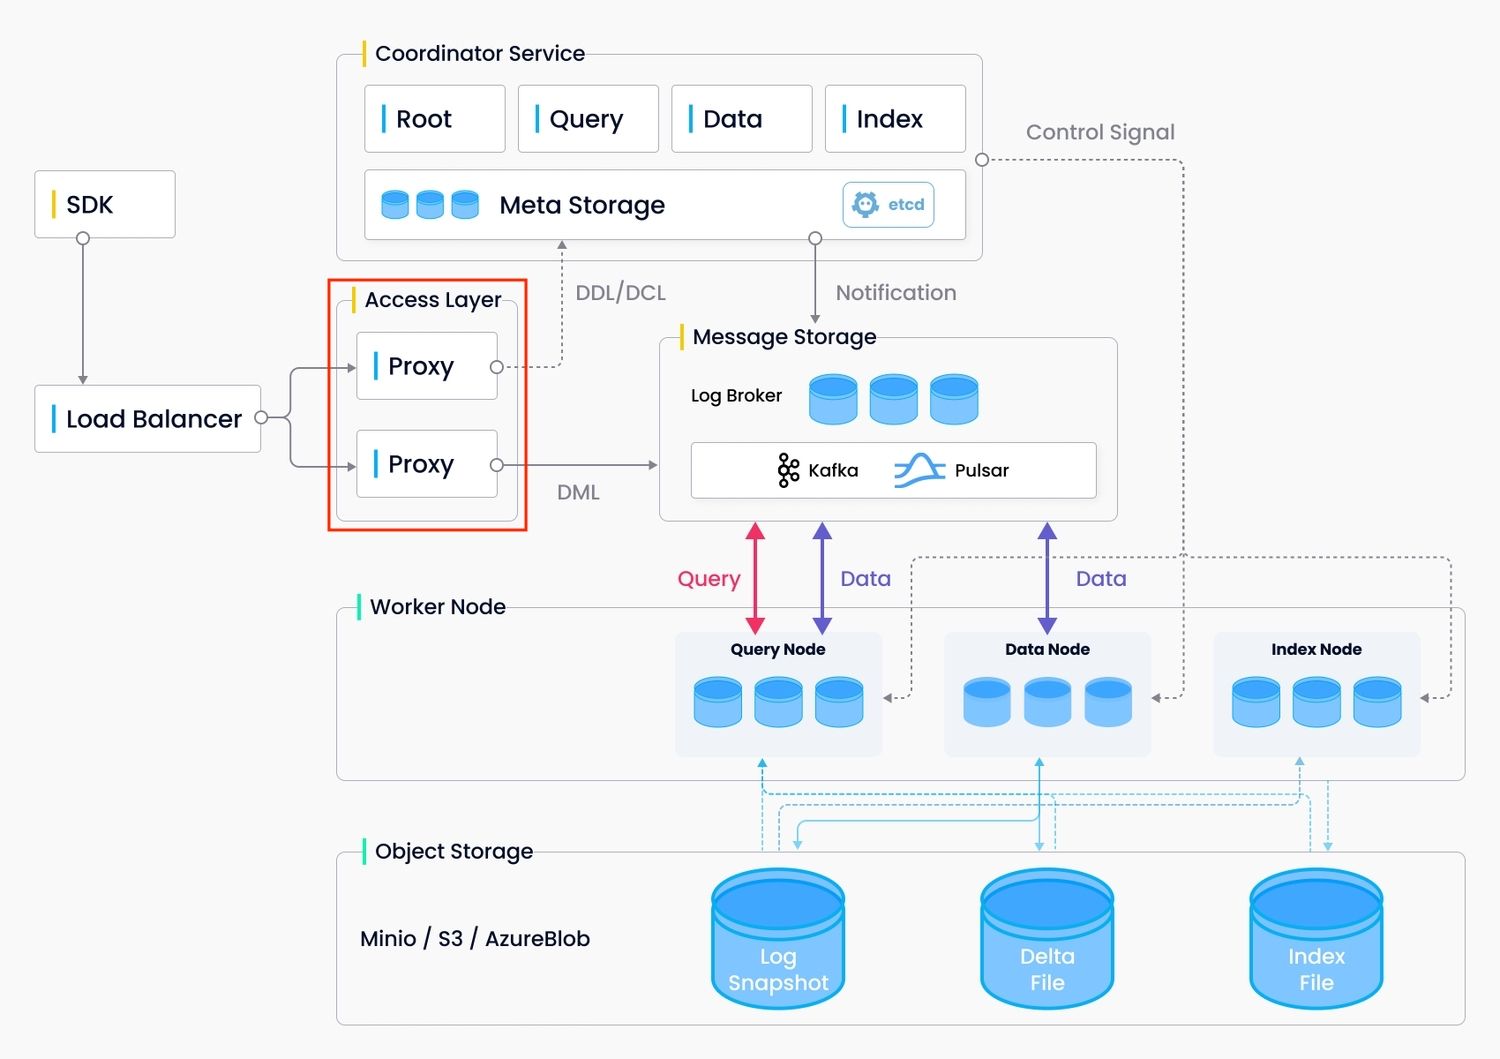 Coordinator Service
Root
Query
Data
Index
Control Signal
SDK
Meta Storage
etcd
DDL/DCL
Notification
Access Layer
Proxy
Message Storage
Log Broker
Load Balancer
Proxy
DML
Kafka
Pulsar
Query
Data
Data
Worker Node
Query Node
Data Node
Index Node
Object Storage
Minio / S3 / AzureBlob
Log
Snapshot
Delta
File
Index
File